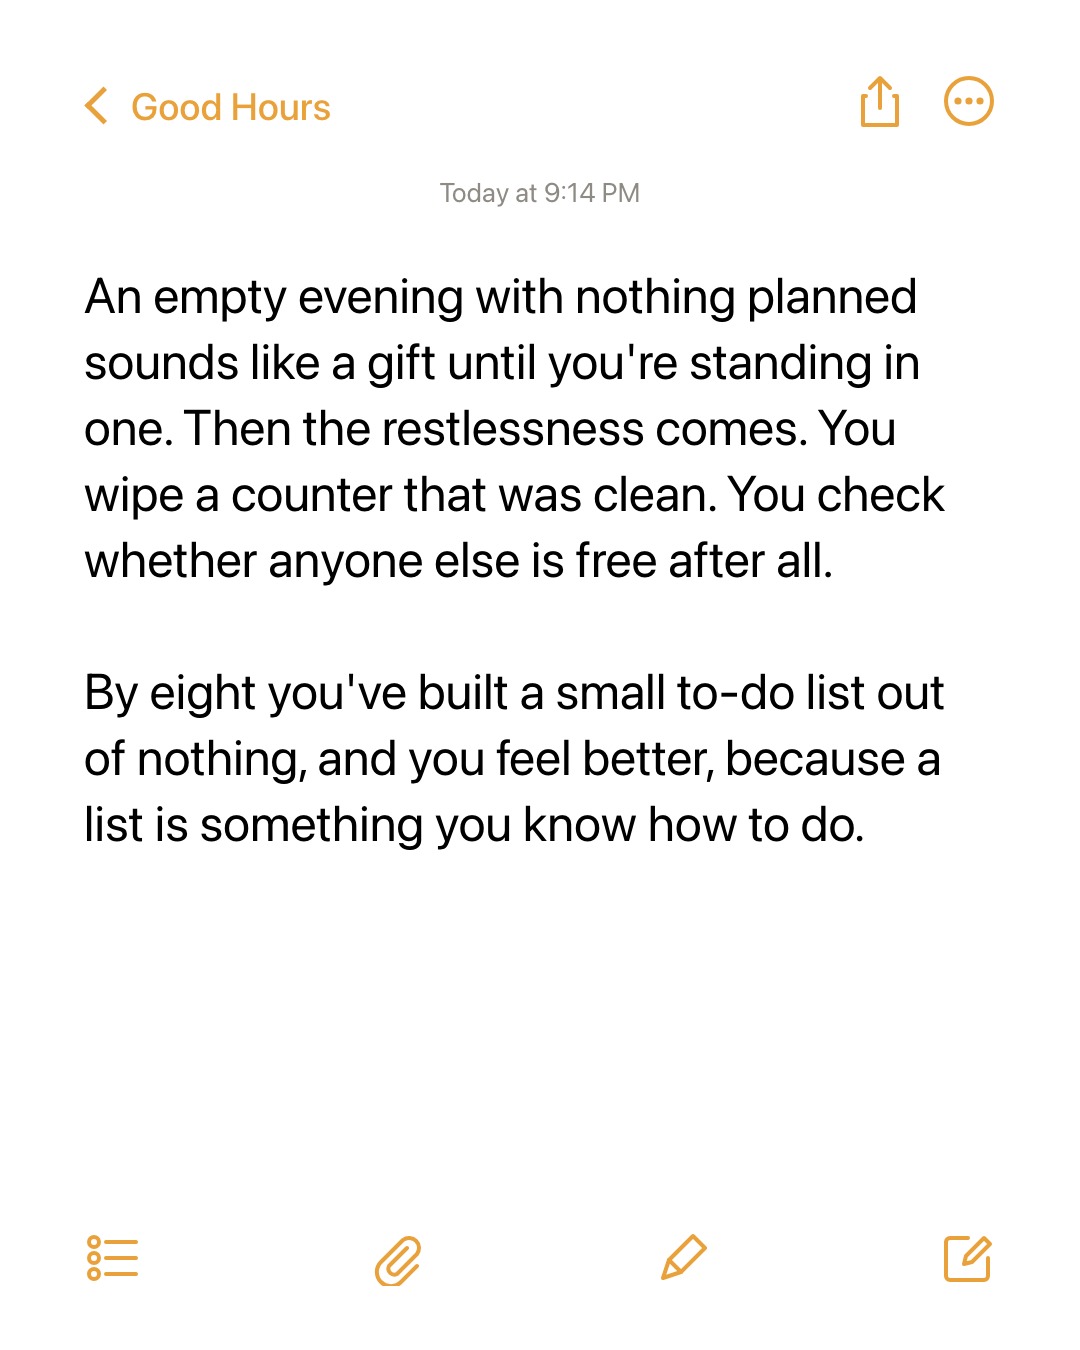 Good Hours
Today at 9:14 PM
An empty evening with nothing planned
sounds like a gift until you're standing in
one. Then the restlessness comes. You
wipe a counter that was clean. You check
whether anyone else is free after all.
By eight you've built a small to-do list out
of nothing, and you feel better, because a
list is something you know how to do.